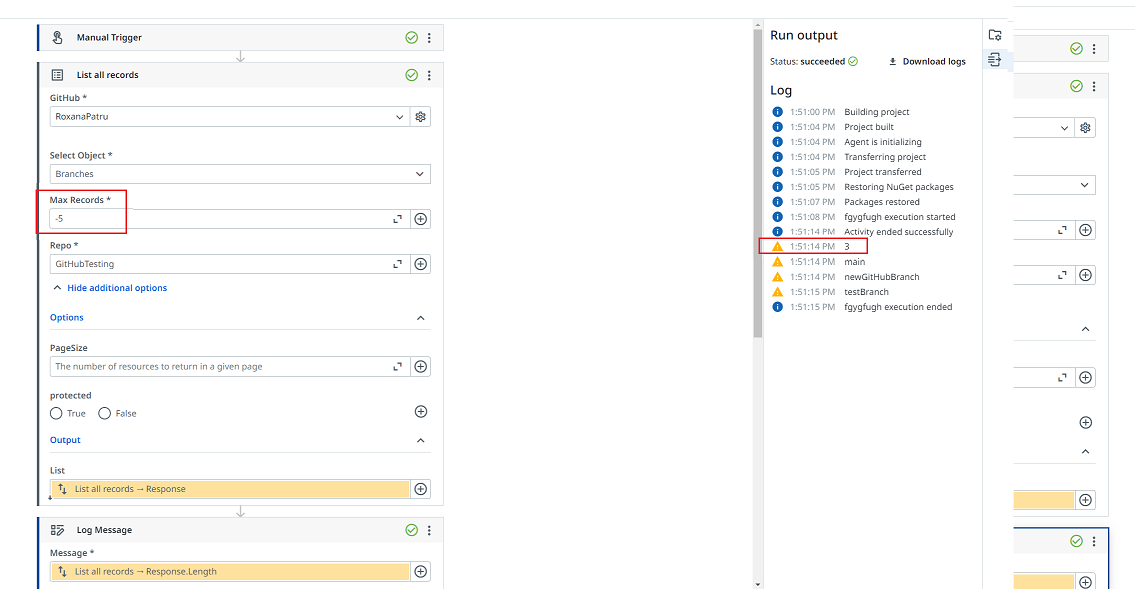 Manual Trigger
List all records
GitHub *
RoxanaPatru
Select Object *
Branches
Max Records *
-5
Repo *
GitHubTesting
Hide additional options
Options
PageSize
The number of resources to return in a given page
protected
True False
Output
List
List all records → Response
Log Message
Message *
List all records → Response.Length
Run output
Status: succeeded
Download logs
Log
1:51:00 PM Building project
1:51:04 PM Project built
1:51:04 PM Agent is initializing
1:51:04 PM Transferring project
1:51:05 PM Project transferred
1:51:05 PM Restoring NuGet packages
1:51:07 PM Packages restored
1:51:08 PM fgygfugh execution started
1:51:14 PM Activity ended successfully
1:51:14 PM 3
1:51:14 PM main
1:51:14 PM newGitHubBranch
1:51:15 PM testBranch
1:51:15 PM fgygfugh execution ended